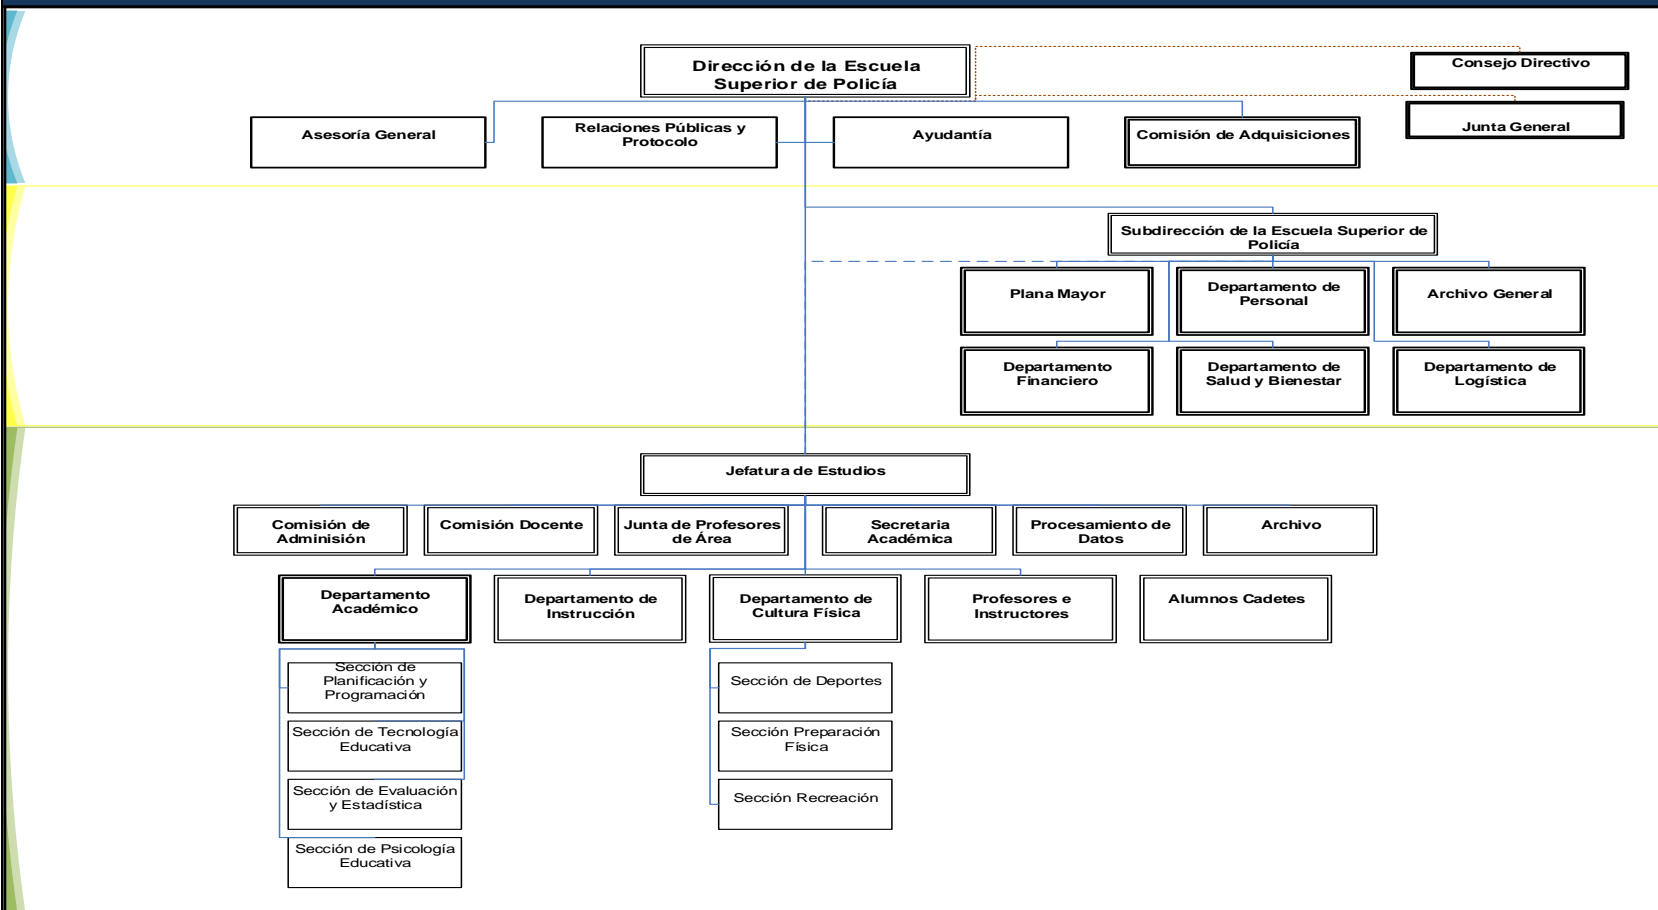 Dirección de la Escuela
Superior de Policía
Consejo Directivo
Junta General
Asesoría General
Relaciones Públicas y
Protocolo
Ayudantía
Comisión de Adquisiciones
Subdirección de la Escuela Superior de
Policía
Plana Mayor
Departamento de
Personal
Archivo General
Departamento
Financiero
Departamento de
Salud y Bienestar
Departamento de
Logística
Jefatura de Estudios
Comisión de
Adminisión
Comisión Docente
Junta de Profesores
de Área
Secretaria
Académica
Procesamiento de
Datos
Archivo
Departamento
Académico
Departamento de
Instrucción
Departamento de
Cultura Física
Profesores e
Instructores
Alumnos Cadetes
Sección de
Planificación y
Programación
Sección de Tecnología
Educativa
Sección de Evaluación
y Estadística
Sección de Psicología
Educativa
Sección de Deportes
Sección Preparación
Física
Sección Recreación